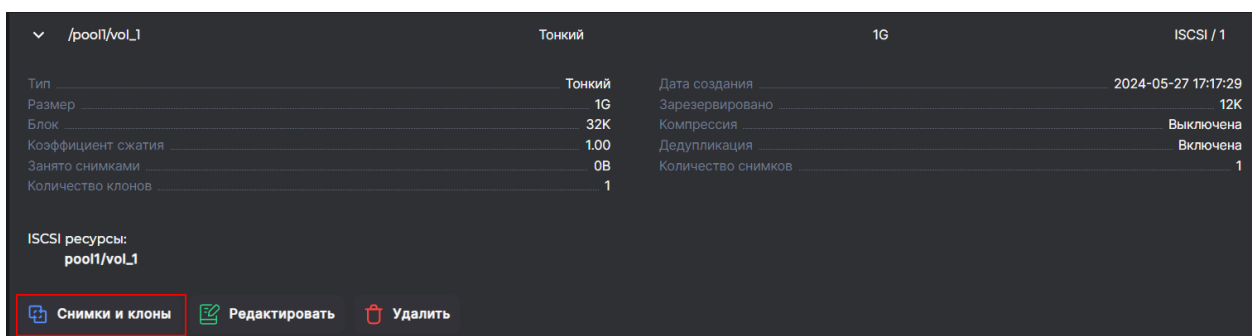 /pool1/vol_1 Тонкий 1G ISCSI / 1
Тип Тонкий Дата создания 2024-05-27 17:17:29
Размер 1G Зарезервировано 12K
Блок 32K Компрессия Выключена
Коэффициент сжатия 1.00 Дедупликация Включена
Занято снимками 0B Количество снимков 1
Количество клонов 1
ISCSI ресурсы:
pool1/vol_1
Снимки и клоны Редактировать Удалить